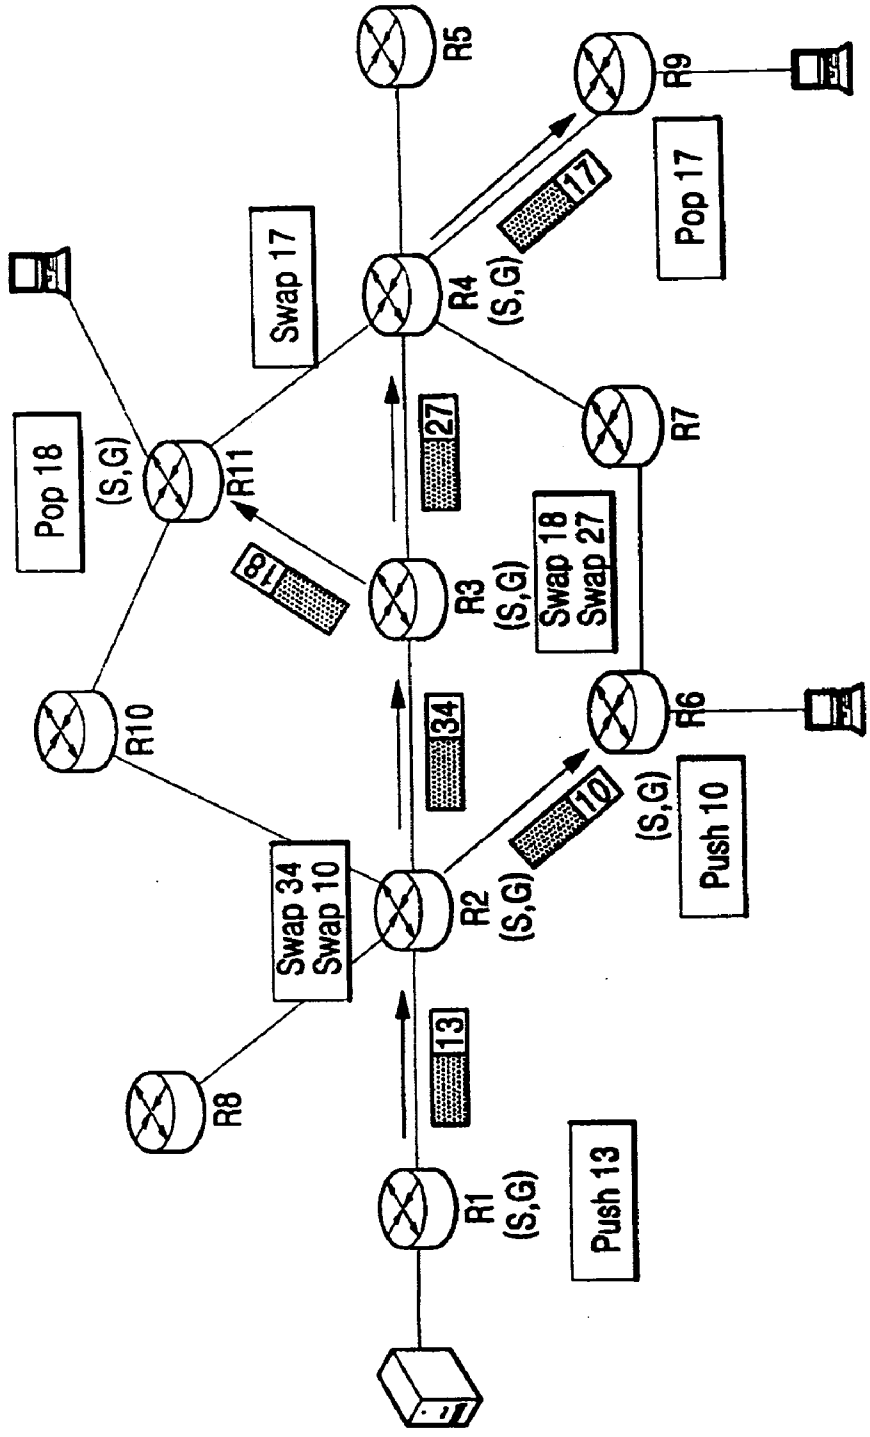 R8
R10
Pop 18
(S,G)
R11
18
Swap 34
Swap 10
Swap 17
13
34
27
R1
(S,G)
R2
(S,G)
R3
(S,G)
R4
(S,G)
R5
10
17
Swap 18
Swap 27
Push 13
(S,G)
R6
R7
R9
Push 10
Pop 17